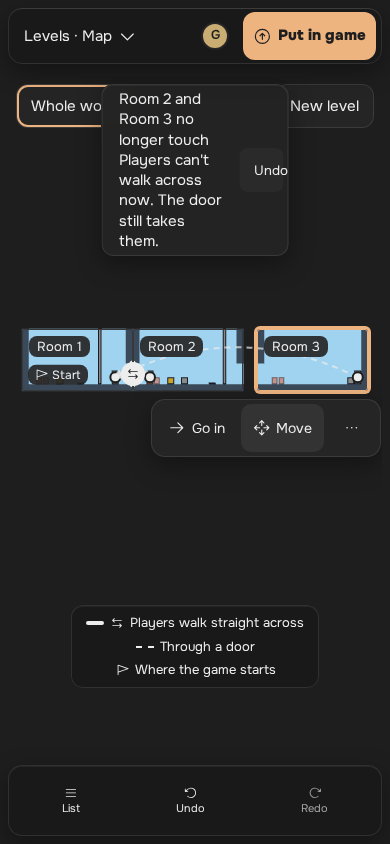 Levels · Map
G
Put in game
Whole wo
New level
Room 2 and
Room 3 no
longer touch
Players can't
walk across
now. The door
still takes
them.
Undo
Room 1
Room 2
Room 3
Start
Go in
Move
...
Players walk straight across
Through a door
Where the game starts
List
Undo
Redo